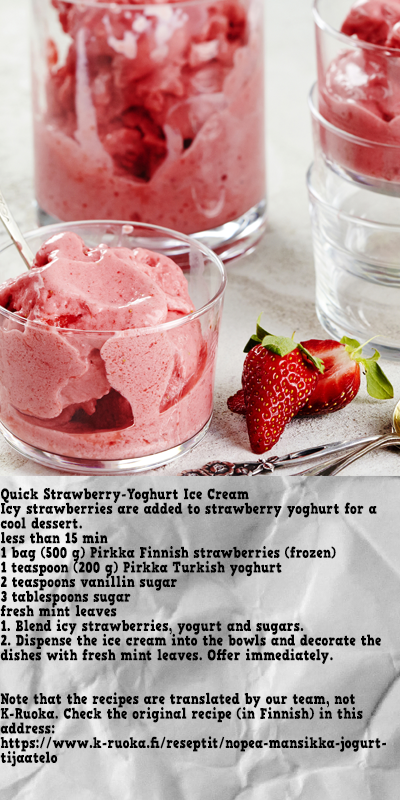 Quick Strawberry-Yoghurt Ice Cream
Icy strawberries are added to strawberry yoghurt for a
cool dessert.
less than 15 min
1 bag (500 g) Pirkka Finnish strawberries (frozen)
1 teaspoon (200 g) Pirkka Turkish yoghurt
2 teaspoons vanillin sugar
3 tablespoons sugar
fresh mint leaves
1. Blend icy strawberries, yogurt and sugars.
2. Dispense the ice cream into the bowls and decorate the
dishes with fresh mint leaves. Offer immediately.
Note that the recipes are translated by our team, not
K-Ruoka. Check the original recipe (in Finnish) in this
address:
https://www.k-ruoka.fi/reseptit/nopea-mansikka-jogurt-
tijaatelo